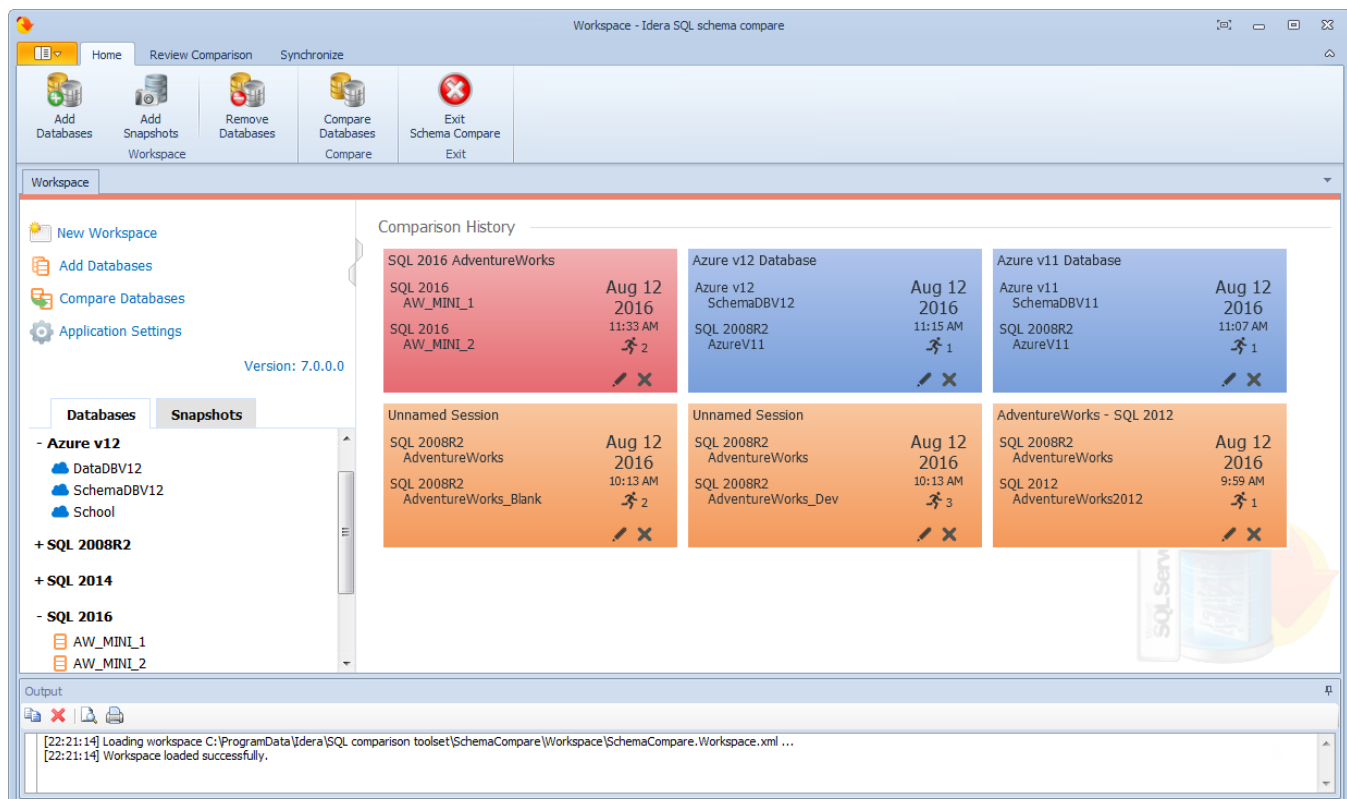 Workspace - Idera SQL schema compare
Home Review Comparison Synchronize
Add Databases
Add Snapshots
Remove Databases
Compare Databases
Exit Schema Compare
Workspace Compare Exit
Workspace
New Workspace
Add Databases
Compare Databases
Application Settings
Version: 7.0.0.0
Databases Snapshots
- Azure v12
DataDBV12
SchemaDBV12
School
+ SQL 2008R2
+ SQL 2014
- SQL 2016
AW_MINI_1
AW_MINI_2
Comparison History
SQL 2016 AdventureWorks
SQL 2016
AW_MINI_1
SQL 2016
AW_MINI_2
Aug 12
2016
11:33 AM
2
Azure v12 Database
Azure v12
SchemaDBV12
SQL 2008R2
AzureV11
Aug 12
2016
11:15 AM
1
Azure v11 Database
Azure v11
SchemaDBV11
SQL 2008R2
AzureV11
Aug 12
2016
11:07 AM
1
Unnamed Session
SQL 2008R2
AdventureWorks
SQL 2008R2
AdventureWorks_Blank
Aug 12
2016
10:13 AM
2
Unnamed Session
SQL 2008R2
AdventureWorks
SQL 2008R2
AdventureWorks_Dev
Aug 12
2016
10:13 AM
3
AdventureWorks - SQL 2012
SQL 2008R2
AdventureWorks
SQL 2012
AdventureWorks2012
Aug 12
2016
9:59 AM
1
SQL Serv
Output
[22:21:14] Loading workspace C:\ProgramData\Idera\SQL comparison toolset\SchemaCompare\Workspace\SchemaCompare.Workspace.xml ...
[22:21:14] Workspace loaded successfully.